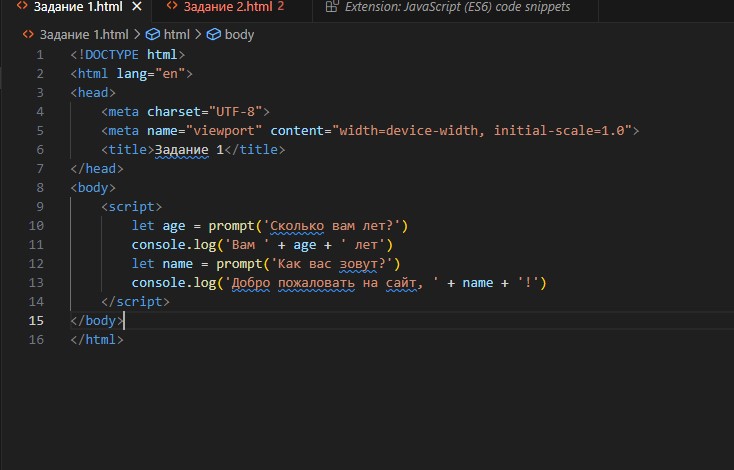 Задание 1.html × Задание 2.html 2 Extension: JavaScript (ES6) code snippets
Задание 1.html > html > body
1 <!DOCTYPE html>
2 <html lang="en">
3 <head>
4 <meta charset="UTF-8">
5 <meta name="viewport" content="width=device-width, initial-scale=1.0">
6 <title>Задание 1</title>
7 </head>
8 <body>
9 <script>
10 let age = prompt('Сколько вам лет?')
11 console.log('Вам ' + age + ' лет')
12 let name = prompt('Как вас зовут?')
13 console.log('Добро пожаловать на сайт, ' + name + '!')
14 </script>
15 </body>
16 </html>